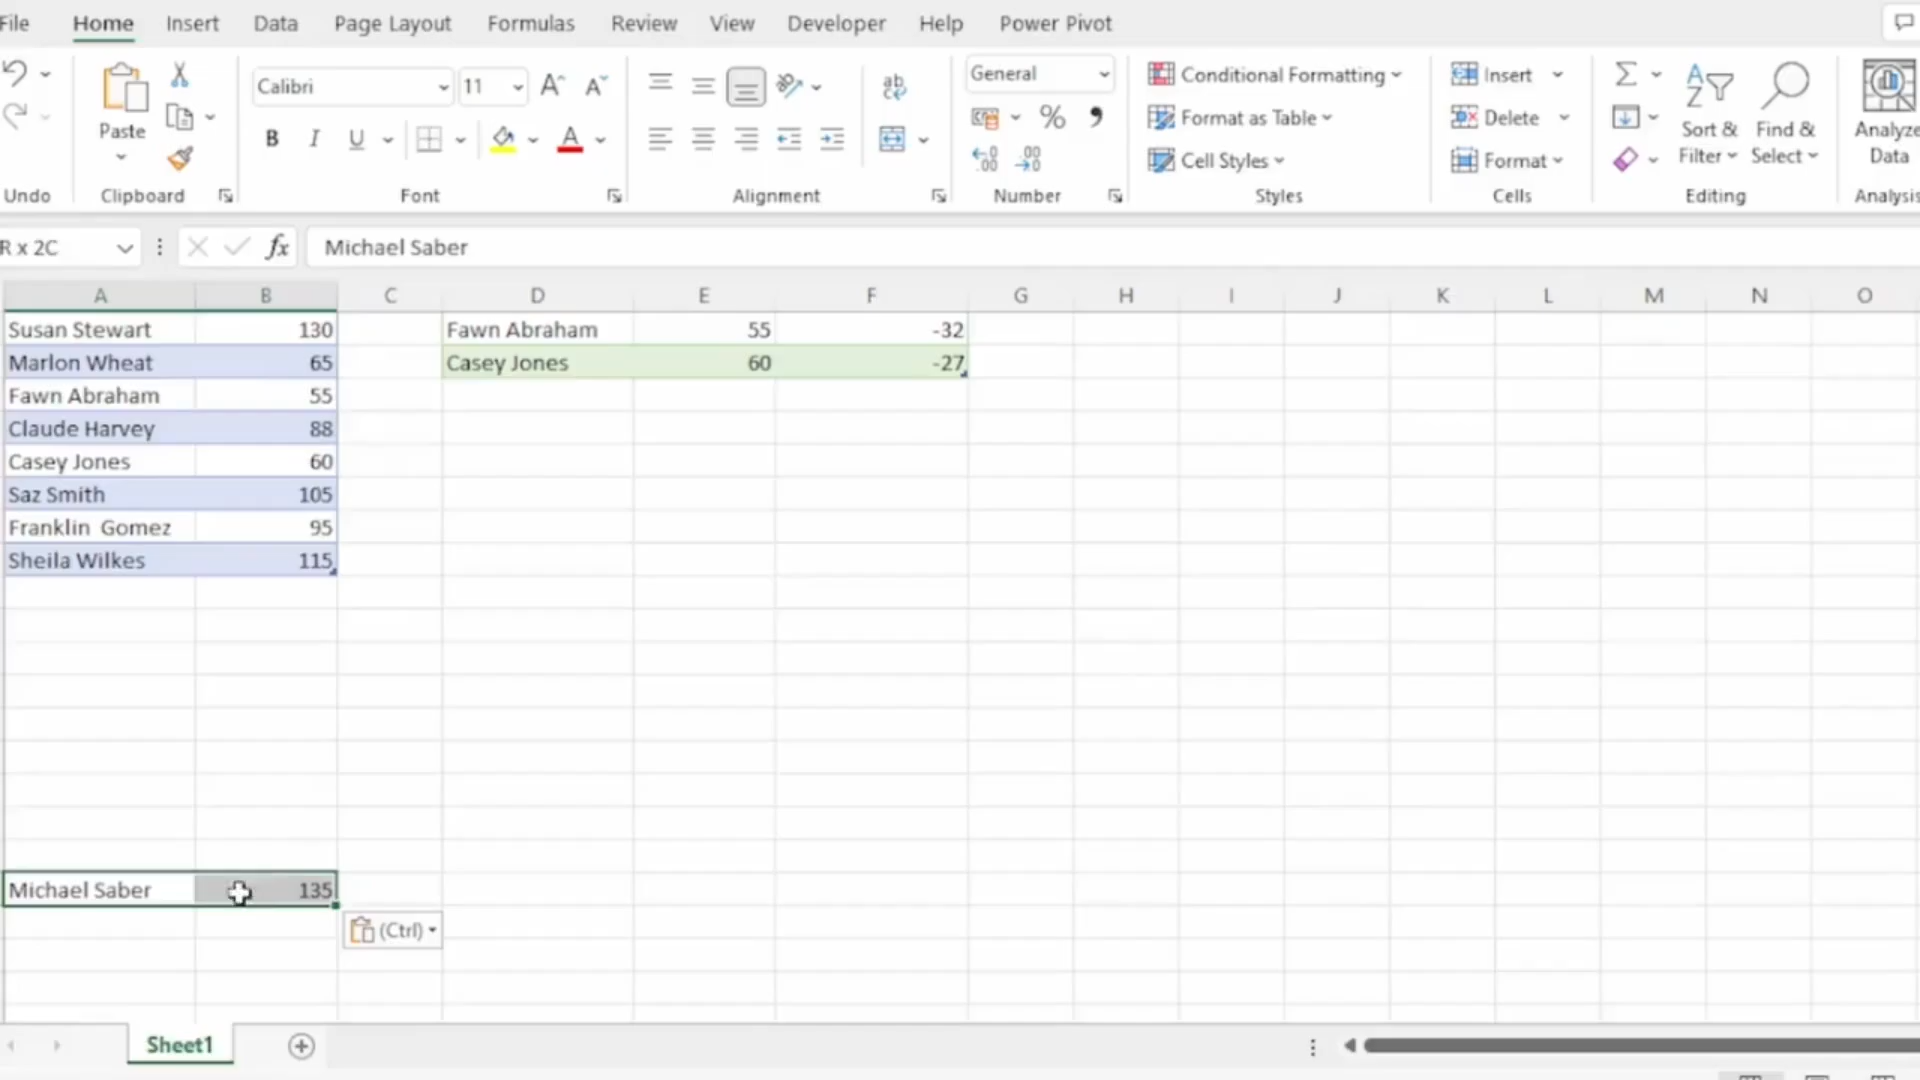 File Home Insert Data Page Layout Formulas Review View Developer Help Power Pivot
Paste
Calibri 11
B I U A
ab
General
% 9
Conditional Formatting
Format as Table
Cell Styles
Insert
Delete
Format
Sort &
Filter
Find &
Select
Analyze
Data
Undo Clipboard Font Alignment Number Styles Cells Editing Analysis
R x 2C fx Michael Saber
A B C D E F G H I J K L M N O
Susan Stewart 130 Fawn Abraham 55 -32
Marlon Wheat 65 Casey Jones 60 -27
Fawn Abraham 55
Claude Harvey 88
Casey Jones 60
Saz Smith 105
Franklin  Gomez 95
Sheila Wilkes 115
Michael Saber 135
(Ctrl)
Sheet1